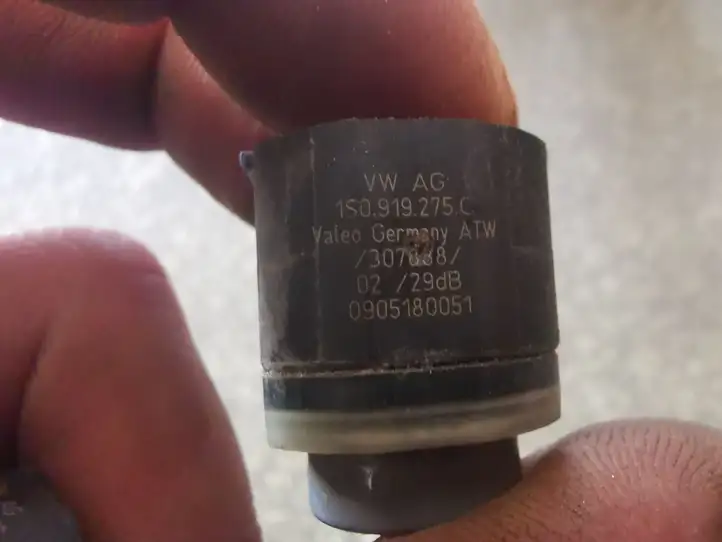 VW AG
1S0.919.275.C
Valeo Germany ATW
02 /29dB
0905180051